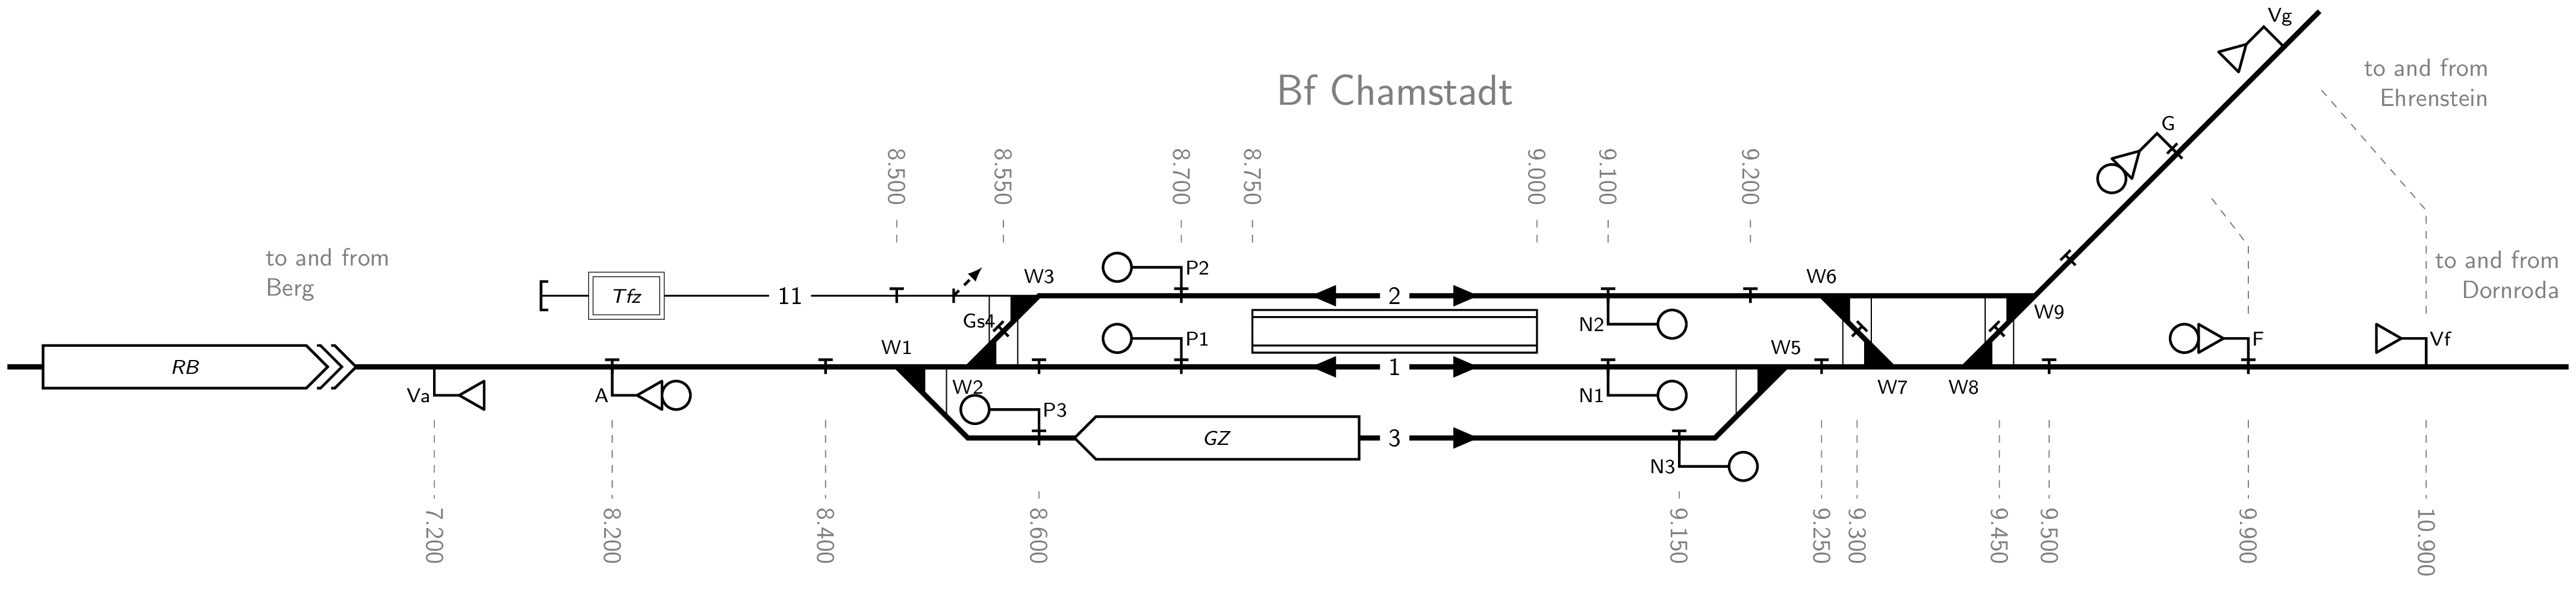 Vg
Bf Chamstadt
to and from
Ehrenstein
G
8.500
8.550
8.700
8.750
9.000
9.100
9.200
to and from
Berg
to and from
Dornroda
Tfz
11
W3
P2
2
W6
Gs4
N2
W9
W1
P1
W5
F
Vf
RB
1
Va
A
W2
N1
W7
W8
P3
GZ
3
N3
7.200
8.200
8.400
8.600
9.150
9.250
9.300
9.450
9.500
9.900
10.900